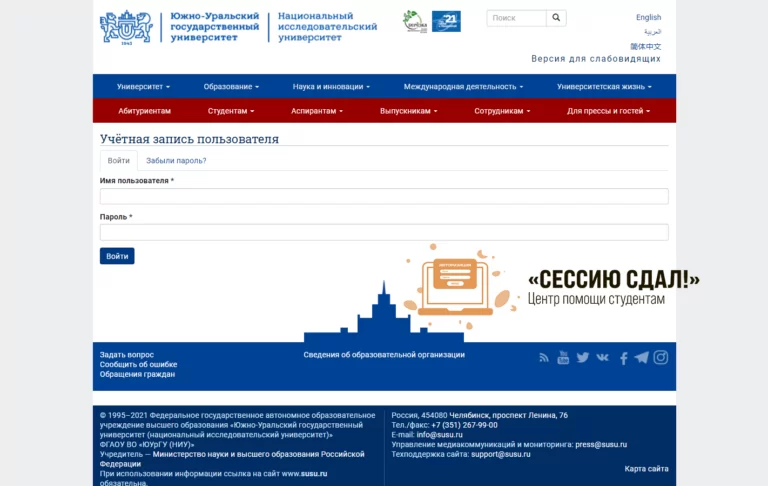 Южно-Уральский
государственный
университет
Национальный
исследовательский
университет
1943
21
Поиск
English
العربية
简体中文
Версия для слабовидящих
Университет
Образование
Наука и инновации
Международная деятельность
Университетская жизнь
Абитуриентам
Студентам
Аспирантам
Выпускникам
Сотрудникам
Для прессы и гостей
Учётная запись пользователя
Войти
Забыли пароль?
Имя пользователя *
Пароль *
Войти
АВТОРИЗАЦИЯ
«СЕССИЮ СДАЛ!»
Центр помощи студентам
Задать вопрос
Сообщить об ошибке
Обращения граждан
Сведения об образовательной организации
© 1995–2021 Федеральное государственное автономное образовательное
учреждение высшего образования «Южно-Уральский государственный
университет (национальный исследовательский университет)»
ФГАОУ ВО «ЮУрГУ (НИУ)»
Учредитель — Министерство науки и высшего образования Российской
Федерации
При использовании информации ссылка на сайт www.susu.ru
обязательна.
Россия, 454080 Челябинск, проспект Ленина, 76
Тел./факс: +7 (351) 267-99-00
E-mail: info@susu.ru
Управление медиакоммуникаций и мониторинга: press@susu.ru
Техподдержка сайта: support@susu.ru
Карта сайта